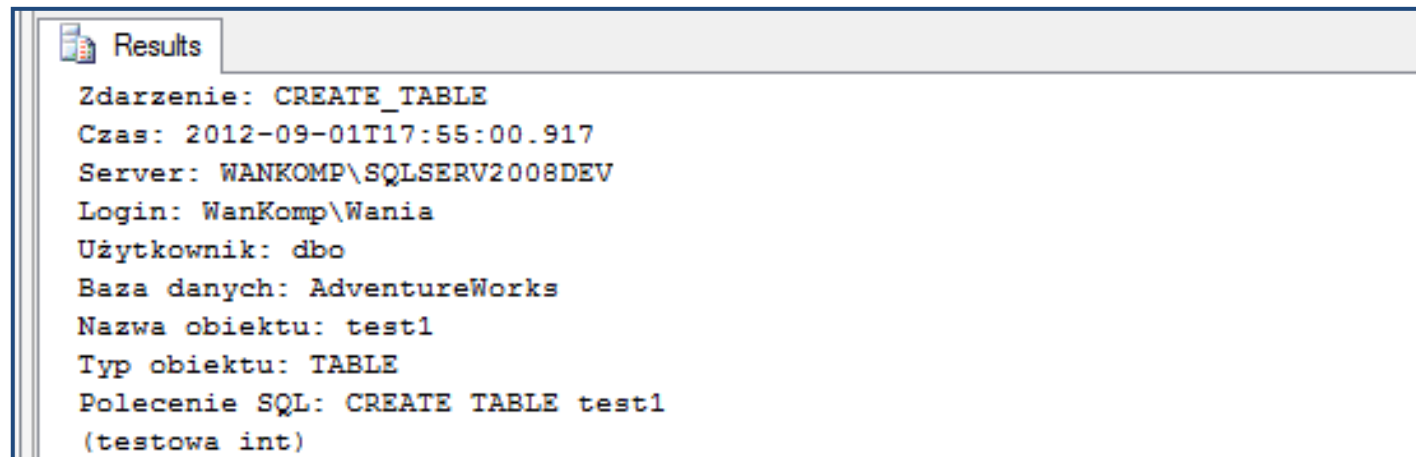 Results
Zdarzenie: CREATE_TABLE
Czas: 2012-09-01T17:55:00.917
Server: WANKOMP\SQLSERV2008DEV
Login: WanKomp\Wania
Użytkownik: dbo
Baza danych: AdventureWorks
Nazwa obiektu: test1
Typ obiektu: TABLE
Polecenie SQL: CREATE TABLE test1
(testowa int)